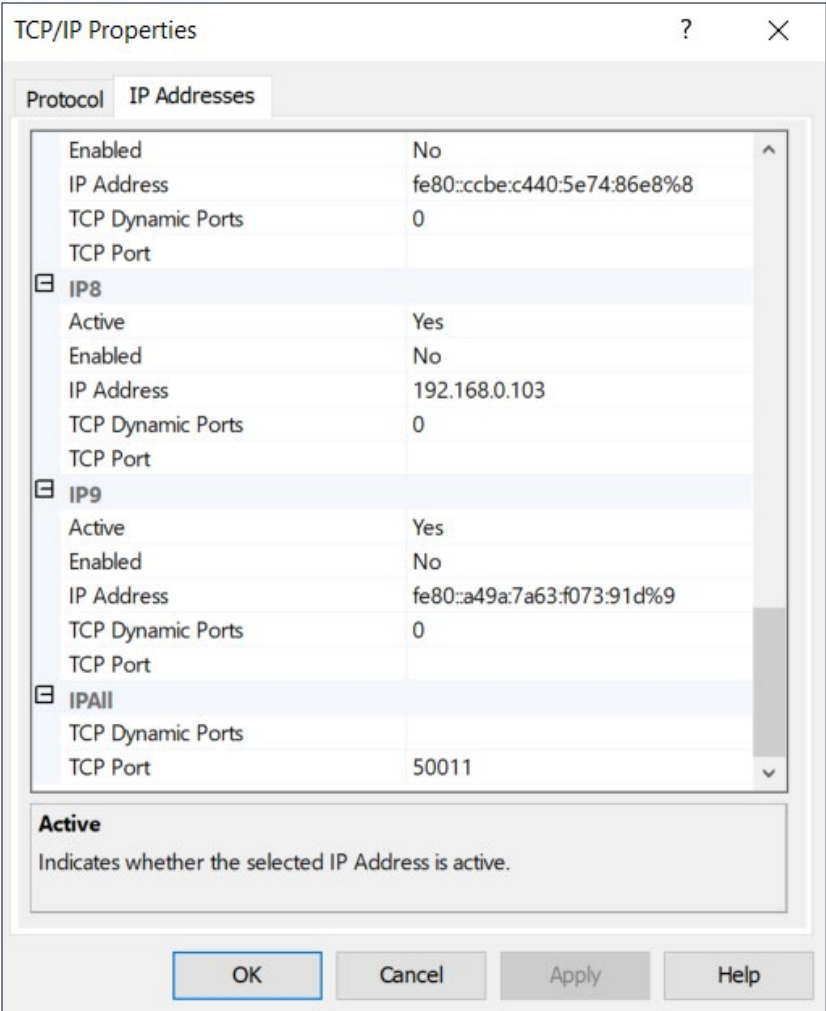 TCP/IP Properties ? ×
Protocol IP Addresses
Enabled No
IP Address fe80::ccbe:c440:5e74:86e8%8
TCP Dynamic Ports 0
TCP Port
IP8
Active Yes
Enabled No
IP Address 192.168.0.103
TCP Dynamic Ports 0
TCP Port
IP9
Active Yes
Enabled No
IP Address fe80::a49a:7a63:f073:91d%9
TCP Dynamic Ports 0
TCP Port
IPAll
TCP Dynamic Ports
TCP Port 50011
Active
Indicates whether the selected IP Address is active.
OK Cancel Apply Help